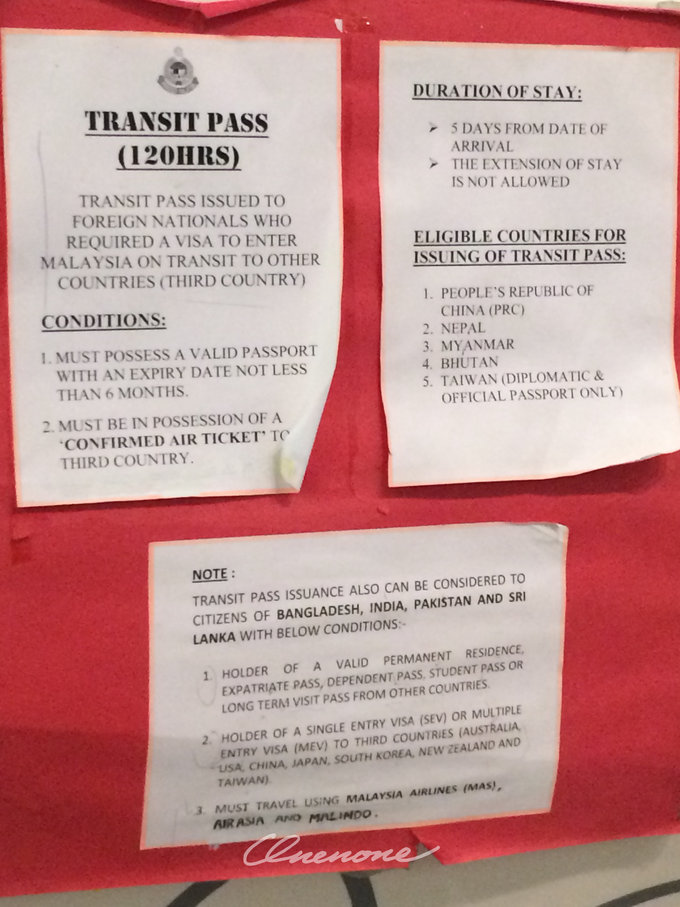 TRANSIT PASS
(120HRS)
TRANSIT PASS ISSUED TO
FOREIGN NATIONALS WHO
REQUIRED A VISA TO ENTER
MALAYSIA ON TRANSIT TO OTHER
COUNTRIES (THIRD COUNTRY)
CONDITIONS:
1. MUST POSSESS A VALID PASSPORT
WITH AN EXPIRY DATE NOT LESS
THAN 6 MONTHS.
2. MUST BE IN POSSESSION OF A
‘CONFIRMED AIR TICKET’ TO
THIRD COUNTRY.
DURATION OF STAY:
➢ 5 DAYS FROM DATE OF
ARRIVAL
➢ THE EXTENSION OF STAY
IS NOT ALLOWED
ELIGIBLE COUNTRIES FOR
ISSUING OF TRANSIT PASS:
1. PEOPLE’S REPUBLIC OF
CHINA (PRC)
2. NEPAL
3. MYANMAR
4. BHUTAN
5. TAIWAN (DIPLOMATIC &
OFFICIAL PASSPORT ONLY)
NOTE :
TRANSIT PASS ISSUANCE ALSO CAN BE CONSIDERED TO
CITIZENS OF BANGLADESH, INDIA, PAKISTAN AND SRI
LANKA WITH BELOW CONDITIONS:-
1. HOLDER OF A VALID PERMANENT RESIDENCE,
EXPATRIATE PASS, DEPENDENT PASS. STUDENT PASS OR
LONG TERM VISIT PASS FROM OTHER COUNTRIES.
2. HOLDER OF A SINGLE ENTRY VISA (SEV) OR MULTIPLE
ENTRY VISA (MEV) TO THIRD COUNTRIES (AUSTRALIA,
USA, CHINA, JAPAN, SOUTH KOREA, NEW ZEALAND AND
TAIWAN).
3. MUST TRAVEL USING MALAYSIA AIRLINES (MAS),
AIRASIA AND MALINDO.
Onenone